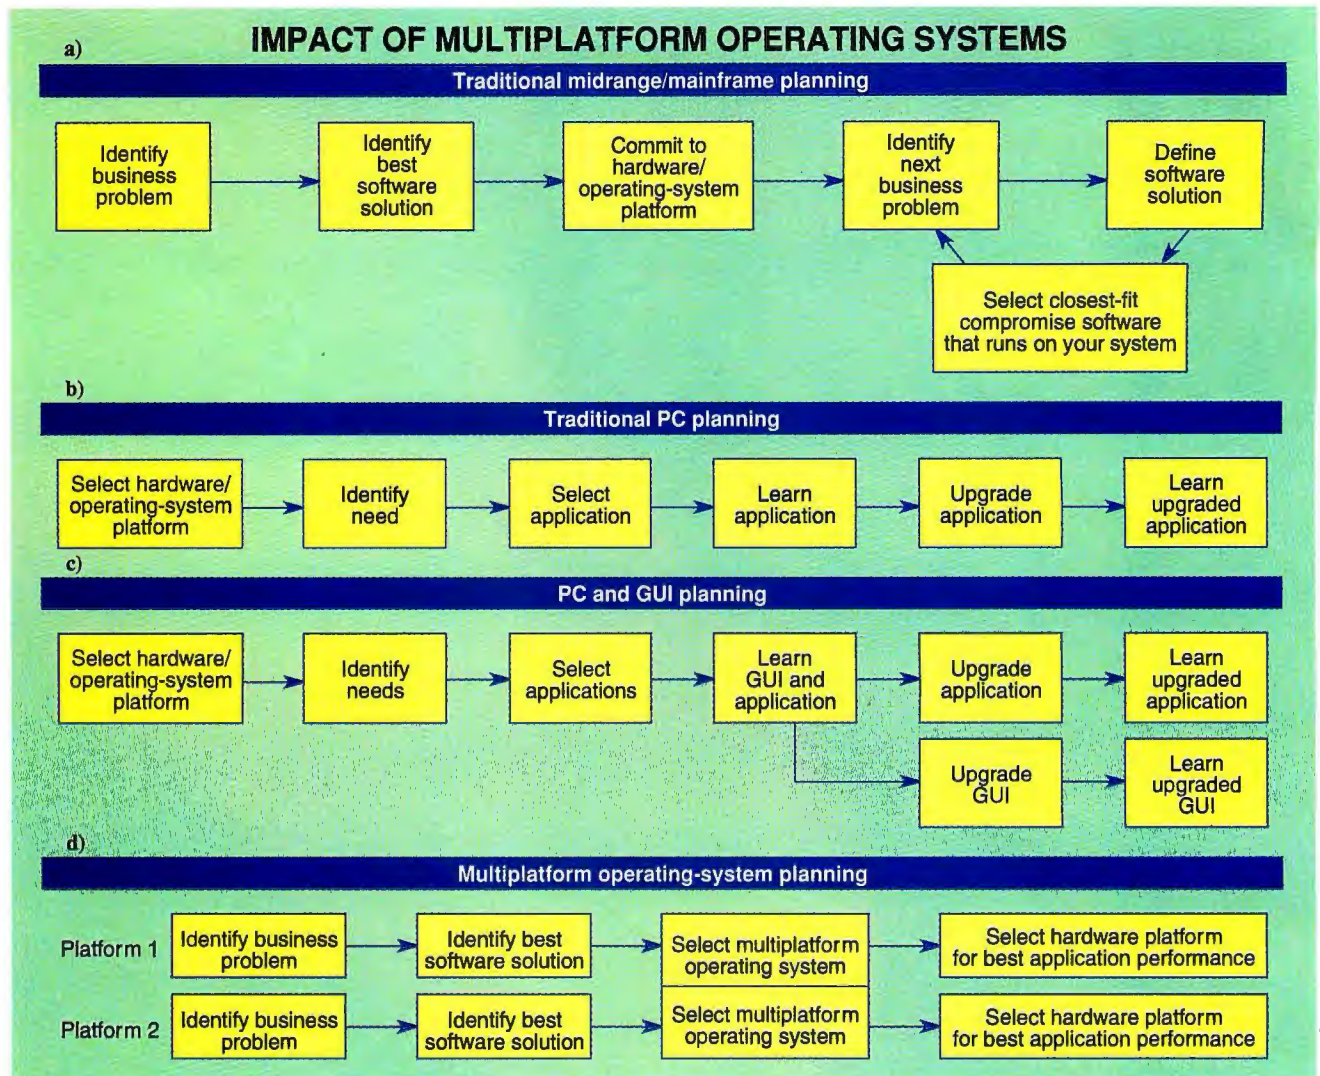 IMPACT OF MULTIPLATFORM OPERATING SYSTEMS
a)
Traditional midrange/mainframe planning
Identify
business
problem
Identify
best
software
solution
Commit to
hardware/
operating-system
platform
Identify
next
business
problem
Define
software
solution
Select closest-fit
compromise software
that runs on your system
b)
Traditional PC planning
Select hardware/
operating-system
platform
Identify
need
Select
application
Learn
application
Upgrade
application
Learn
upgraded
application
c)
PC and GUI planning
Select hardware/
operating-system
platform
Identify
needs
Select
applications
Learn
GUI and
application
Upgrade
application
Learn
upgraded
application
Upgrade
GUI
Learn
upgraded
GUI
d)
Multiplatform operating-system planning
Platform 1
Identify business
problem
Identify best
software solution
Select multiplatform
operating system
Select hardware platform
for best application performance
Platform 2
Identify business
problem
Identify best
software solution
Select multiplatform
operating system
Select hardware platform
for best application performance